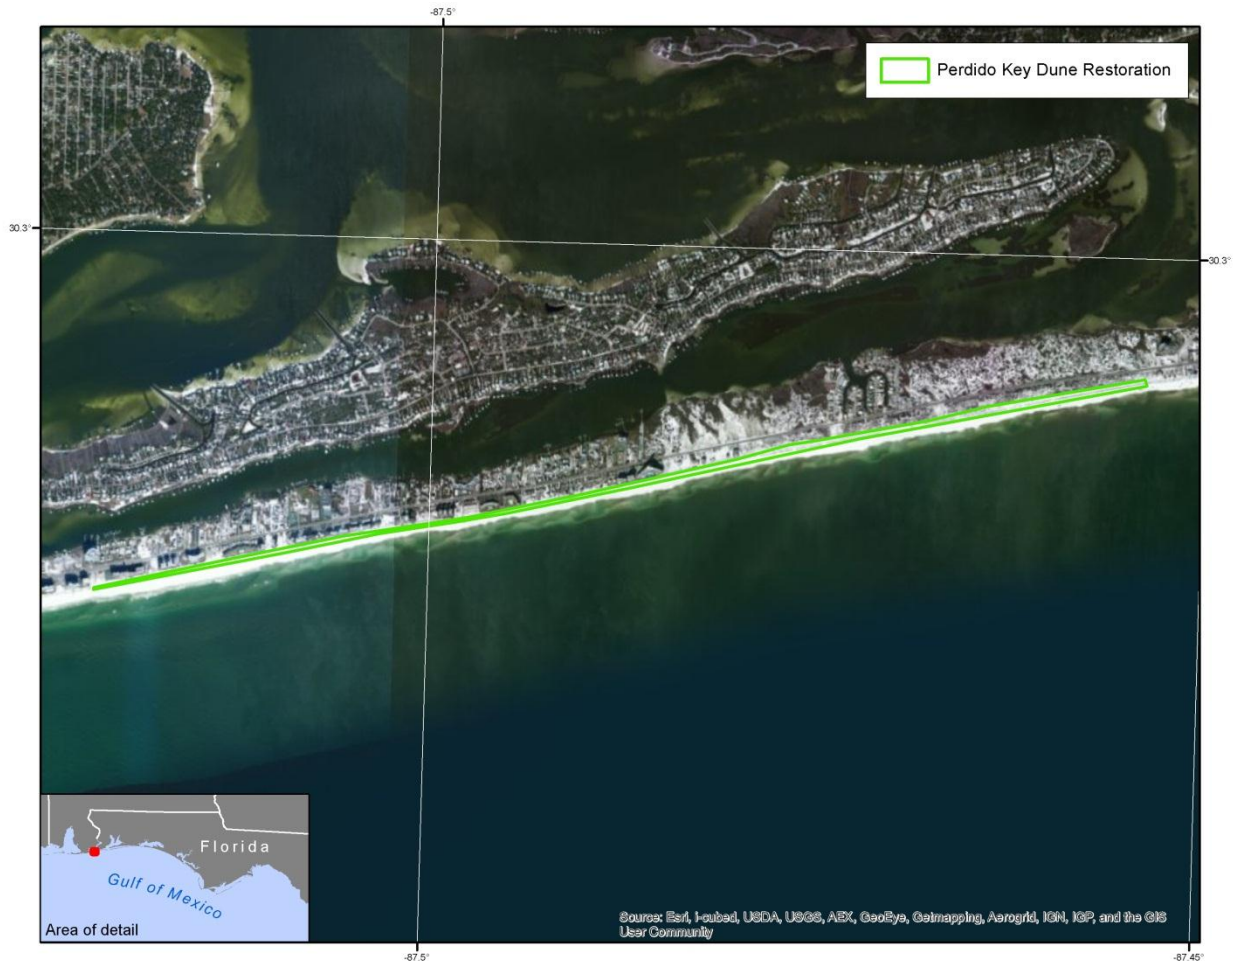 -87.5°
Perdido Key Dune Restoration
30.3°
30.3°
Florida
Gulf of Mexico
Area of detail
Source: Esri, i-cubed, USDA, USGS, AEX, GeoEye, Getmapping, Aerogrid, IGN, IGP, and the GIS
User Community
-87.5°
-87.45°